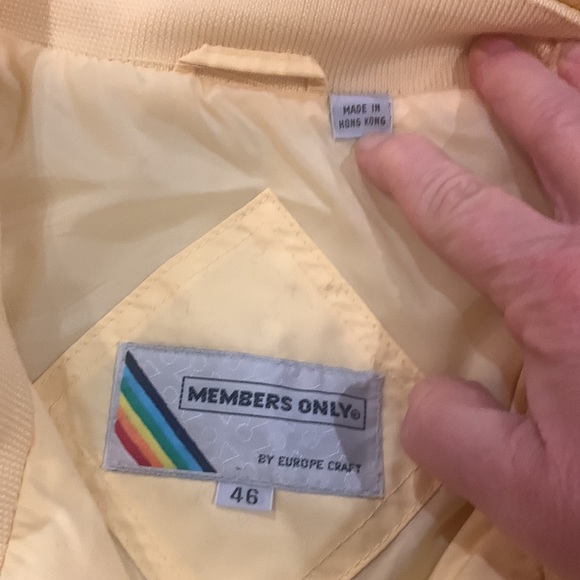 MADE IN
HONG KONG
MEMBERS ONLY®
BY EUROPE CRAFT
46